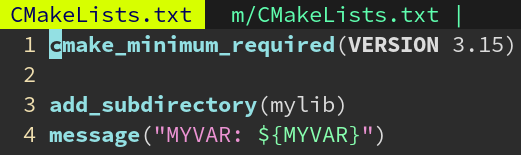 CMakeLists.txt m/CMakeLists.txt |
1 cmake_minimum_required(VERSION 3.15)
2
3 add_subdirectory(mylib)
4 message("MYVAR: ${MYVAR}")